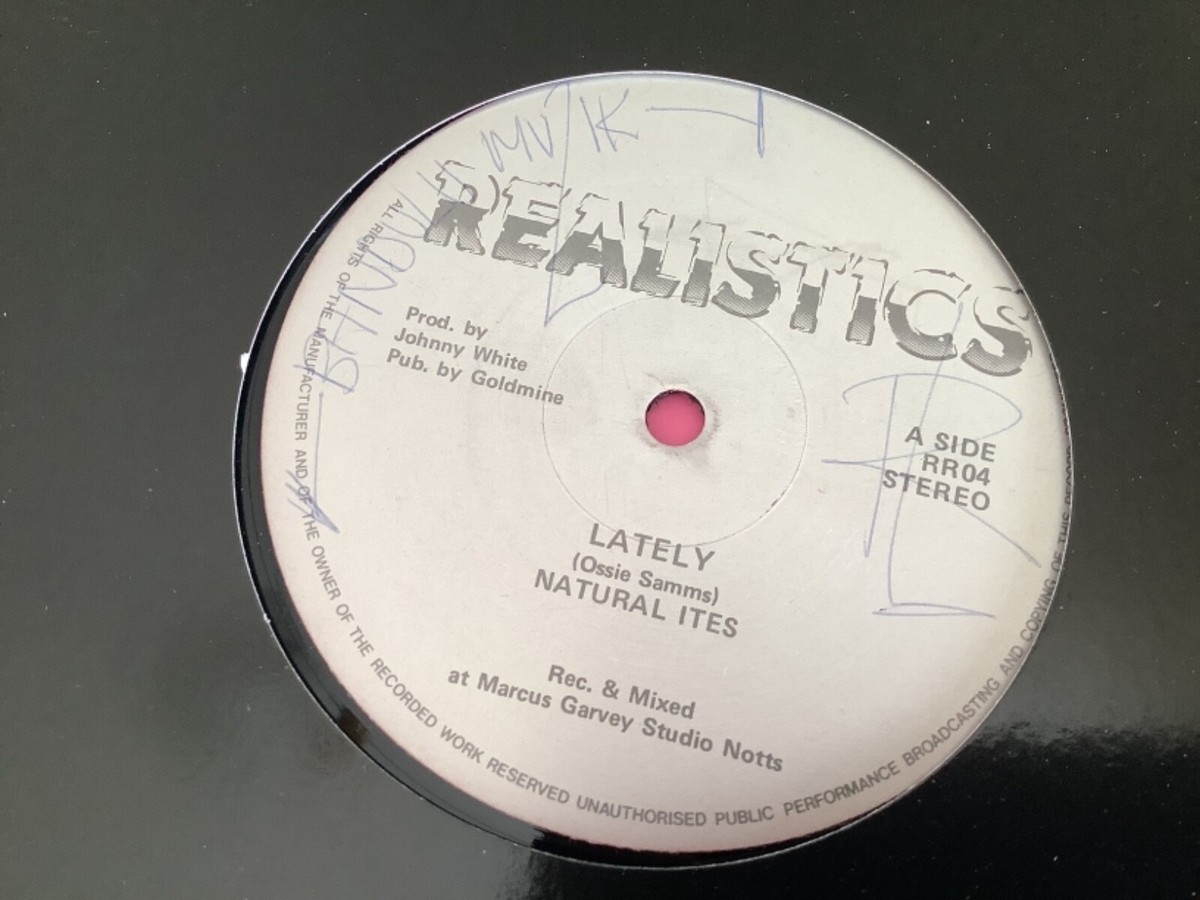 REALISTICS
Prod. by
Johnny White
Pub. by Goldmine
A SIDE
RR04
STEREO
LATELY
(Ossie Samms)
NATURAL ITES
Rec. & Mixed
at Marcus Garvey Studio Notts
ALL RIGHTS OF THE MANUFACTURER AND OF THE OWNER OF THE RECORDED WORK RESERVED UNAUTHORISED PUBLIC PERFORMANCE BROADCASTING AND COPYING OF THIS RECORD